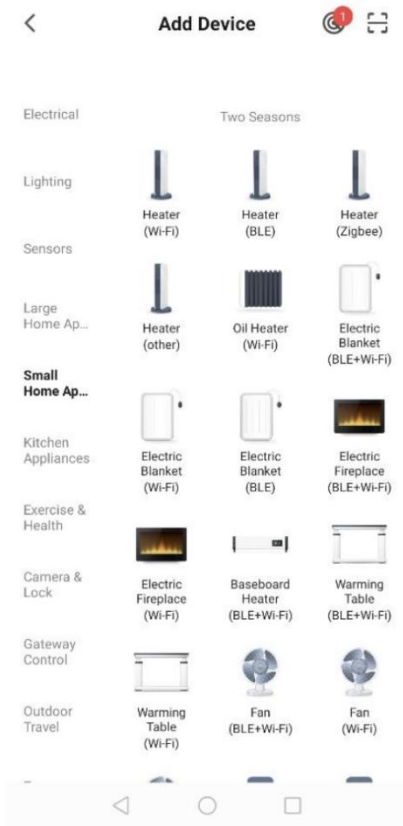 Add Device
1
Electrical
Lighting
Sensors
Large
Home Ap...
Small
Home Ap...
Kitchen
Appliances
Exercise &
Health
Camera &
Lock
Gateway
Control
Outdoor
Travel
Two Seasons
Heater
(Wi-Fi)
Heater
(BLE)
Heater
(Zigbee)
Heater
(other)
Oil Heater
(Wi-Fi)
Electric
Blanket
(BLE+Wi-Fi)
Electric
Blanket
(Wi-Fi)
Electric
Blanket
(BLE)
Electric
Fireplace
(BLE+Wi-Fi)
Electric
Fireplace
(Wi-Fi)
Baseboard
Heater
(BLE+Wi-Fi)
Warming
Table
(BLE+Wi-Fi)
Warming
Table
(Wi-Fi)
Fan
(BLE+Wi-Fi)
Fan
(Wi-Fi)